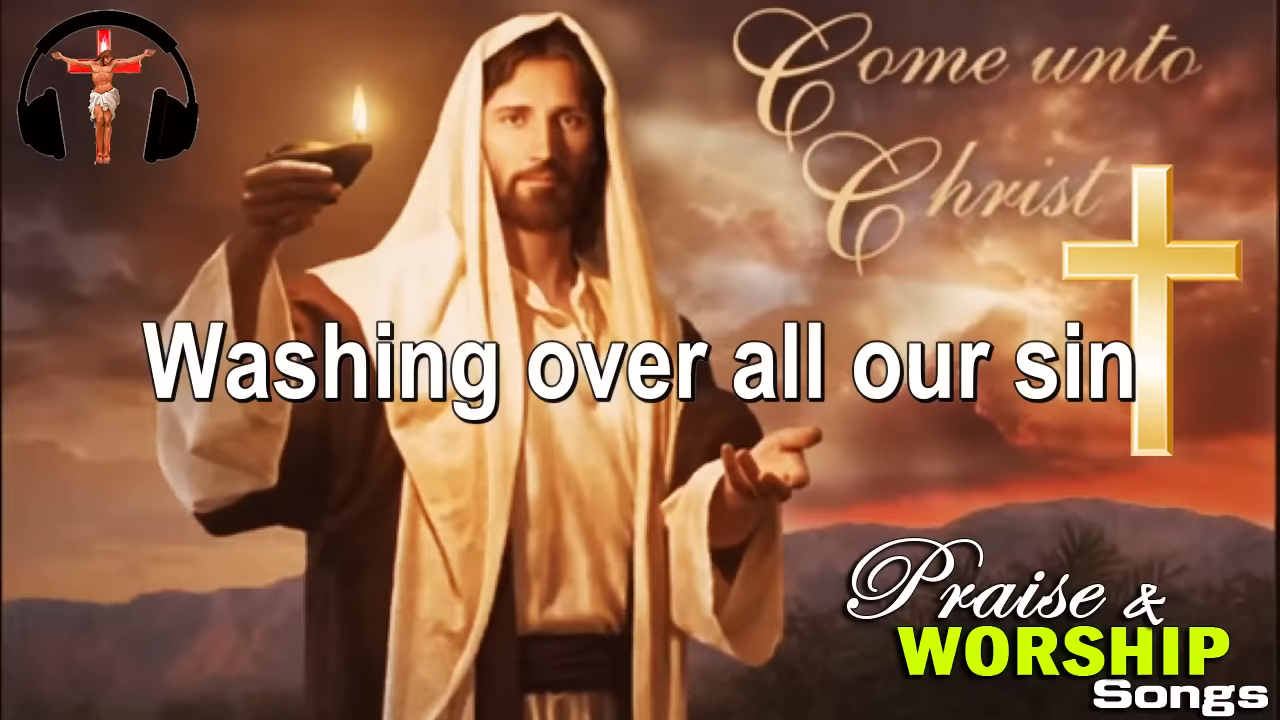 Come unto
Christ
Washing over all our sin
Praise &
WORSHIP
Songs